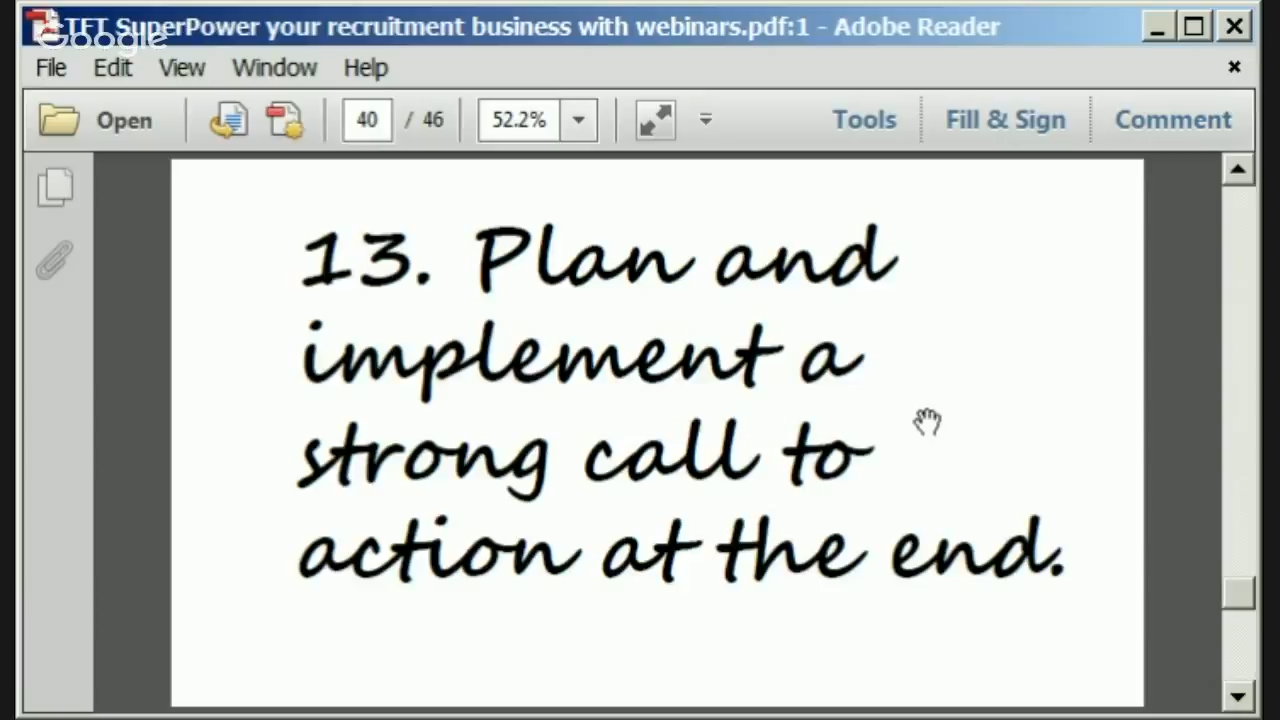 TFT SuperPower your recruitment business with webinars.pdf:1 - Adobe Reader
Google
File Edit View Window Help
Open 40 / 46 52.2% Tools Fill & Sign Comment
13. Plan and
implement a
strong call to
action at the end.